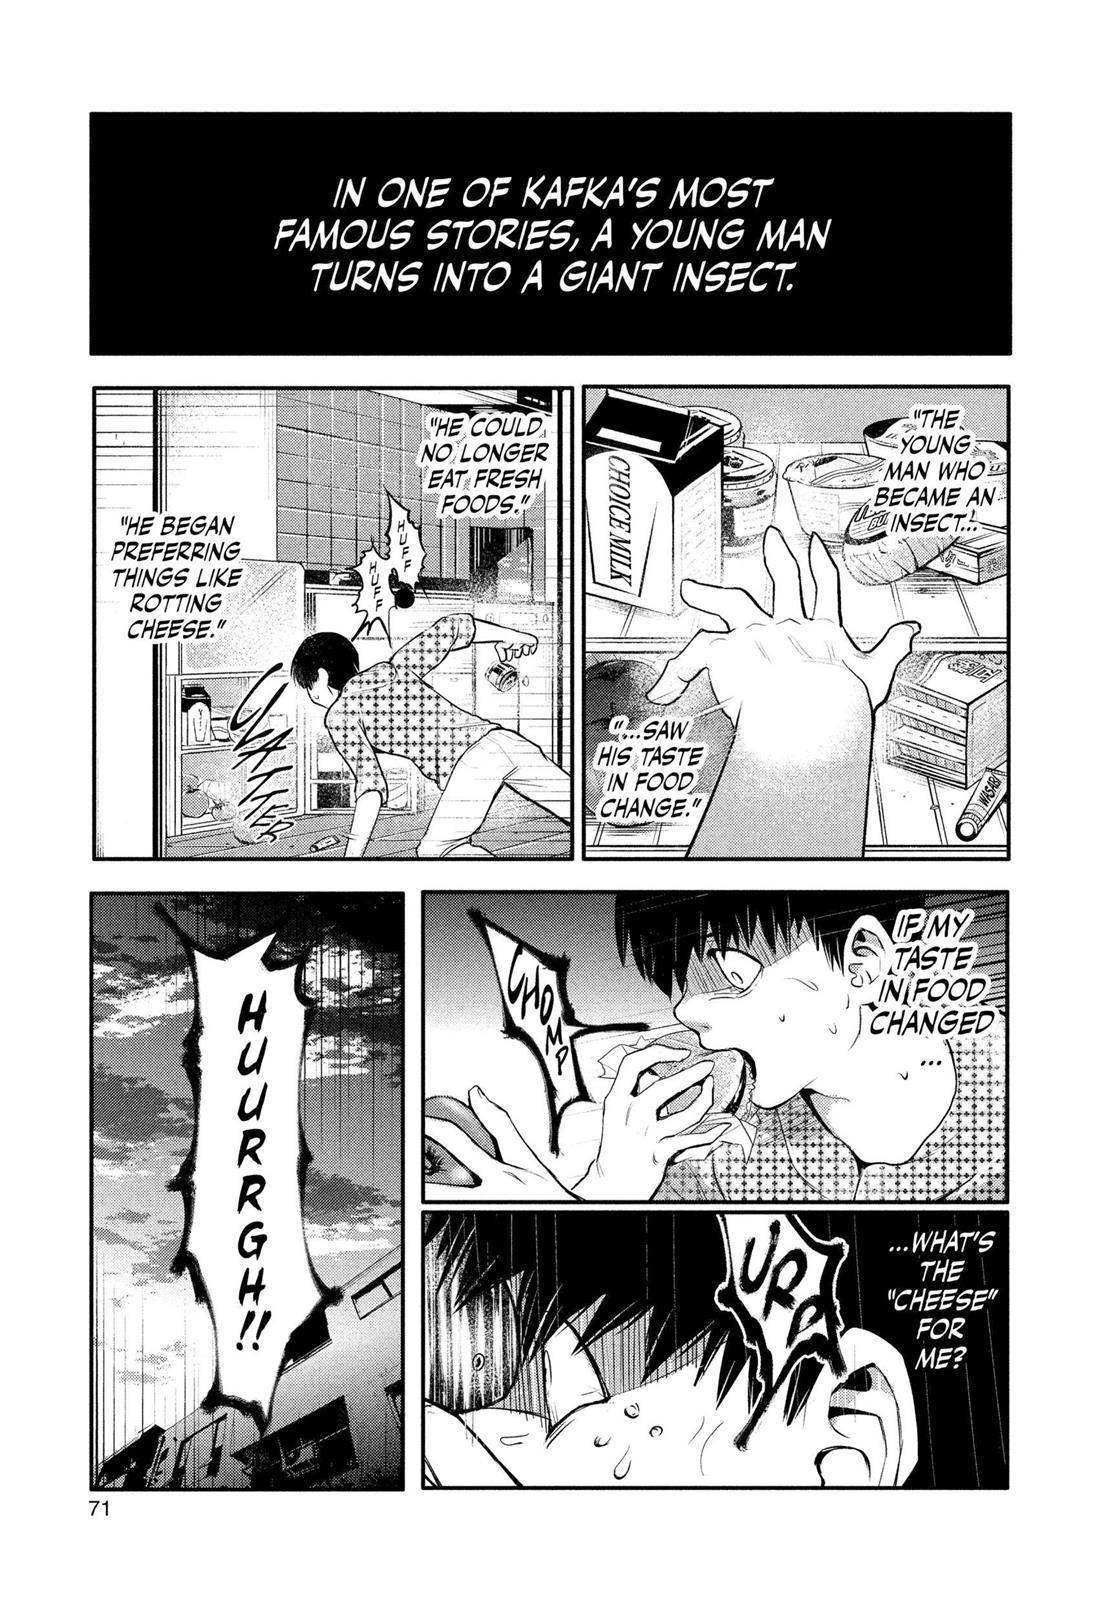 IN ONE OF KAFKA'S MOST
FAMOUS STORIES, A YOUNG MAN
TURNS INTO A GIANT INSECT.
"THE
YOUNG
MAN WHO
BECAME AN
INSECT...
CHOICE MILK
"...SAW
HIS TASTE
IN FOOD
CHANGE."
WASABI
"HE COULD
NO LONGER
EAT FRESH
FOODS."
HUFF
HUFF
"HE BEGAN
PREFERRING
THINGS LIKE
ROTTING
CHEESE."
CLATTER
IF MY
TASTE
IN FOOD
CHANGED
...
CHOMP
...WHAT'S
THE
"CHEESE"
FOR
ME?
URP
HUURRGH!!
71